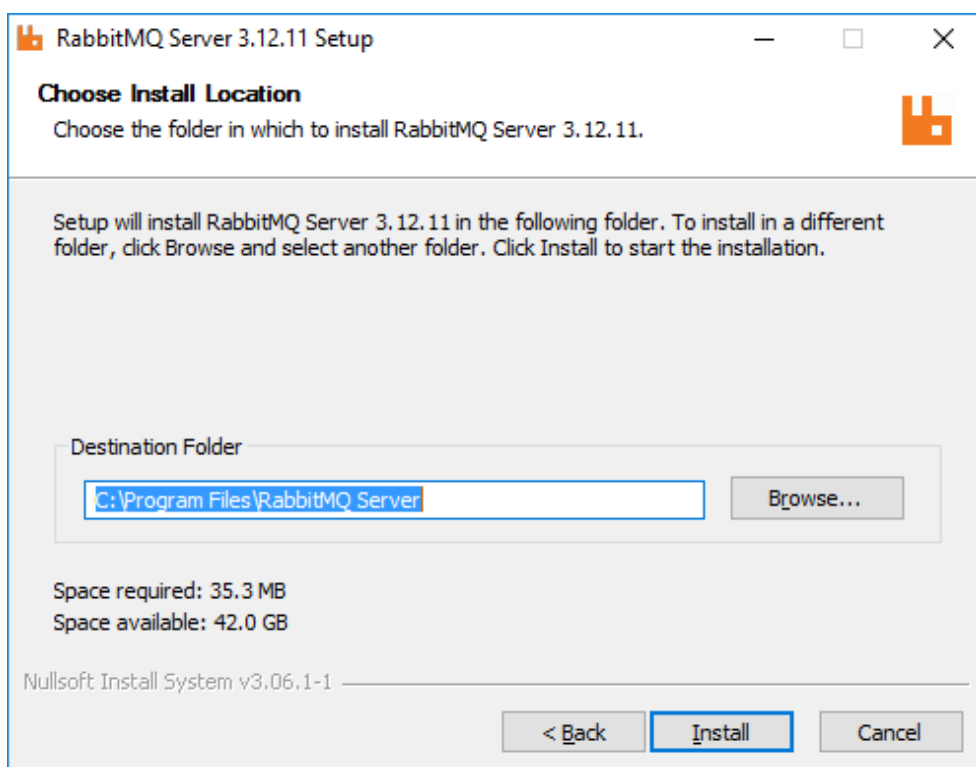 RabbitMQ Server 3.12.11 Setup
Choose Install Location
Choose the folder in which to install RabbitMQ Server 3.12.11.
Setup will install RabbitMQ Server 3.12.11 in the following folder. To install in a different
folder, click Browse and select another folder. Click Install to start the installation.
Destination Folder
C:\Program Files\RabbitMQ Server
Browse...
Space required: 35.3 MB
Space available: 42.0 GB
Nullsoft Install System v3.06.1-1
< Back
Install
Cancel